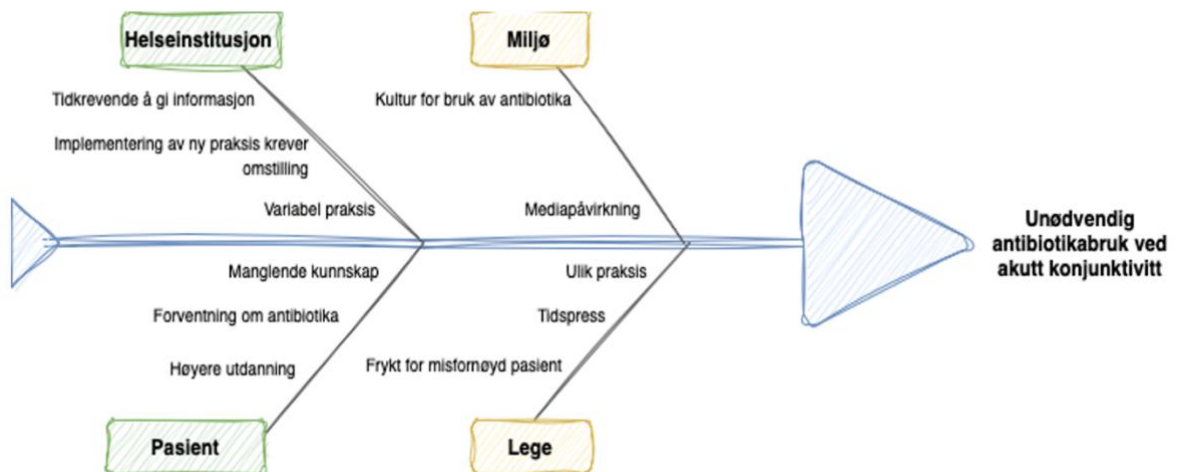 Helseinstitusjon
Miljø
Tidkrevende å gi informasjon
Kultur for bruk av antibiotika
Implementering av ny praksis krever
omstilling
Variabel praksis
Mediapåvirkning
Unødvendig
antibiotikabruk ved
akutt konjunktivitt
Manglende kunnskap
Ulik praksis
Forventning om antibiotika
Tidspress
Høyere utdanning
Frykt for misfornøyd pasient
Pasient
Lege